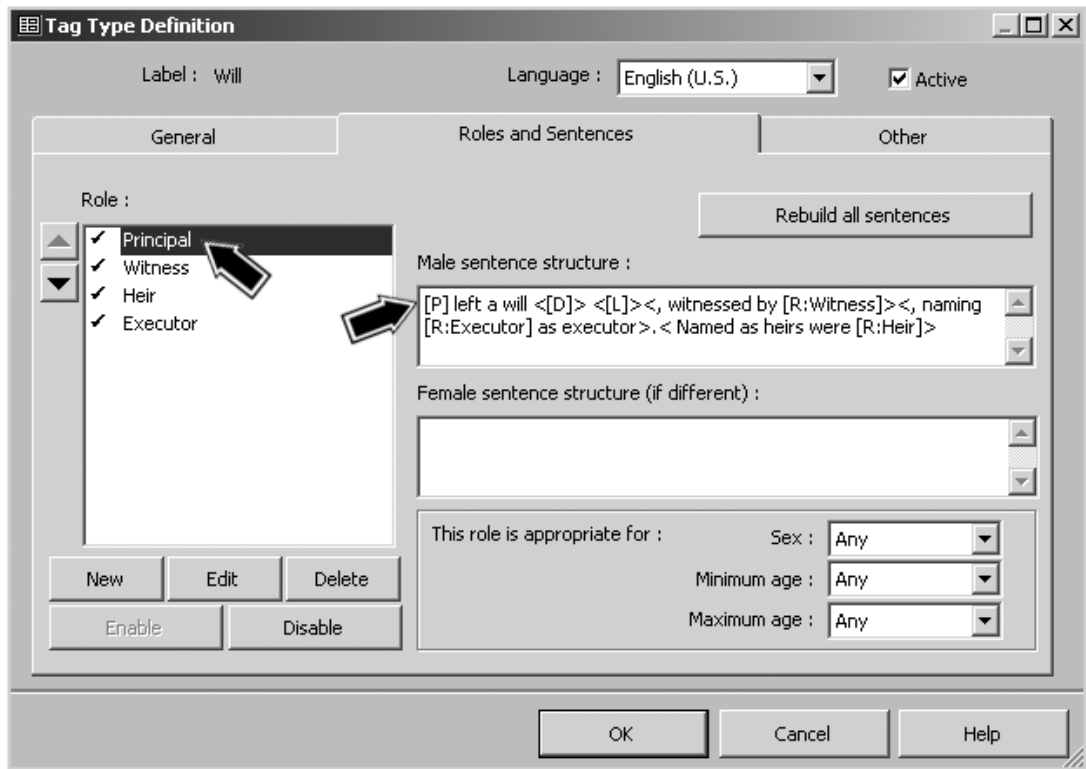 Tag Type Definition
Label : Will
Language : English (U.S.)
Active
General
Roles and Sentences
Other
Role :
Principal
Witness
Heir
Executor
New
Edit
Delete
Enable
Disable
Rebuild all sentences
Male sentence structure :
[P] left a will <[D]> <[L]><, witnessed by [R:Witness]><, naming
[R:Executor] as executor>.< Named as heirs were [R:Heir]>
Female sentence structure (if different) :
This role is appropriate for :
Sex : Any
Minimum age : Any
Maximum age : Any
OK
Cancel
Help